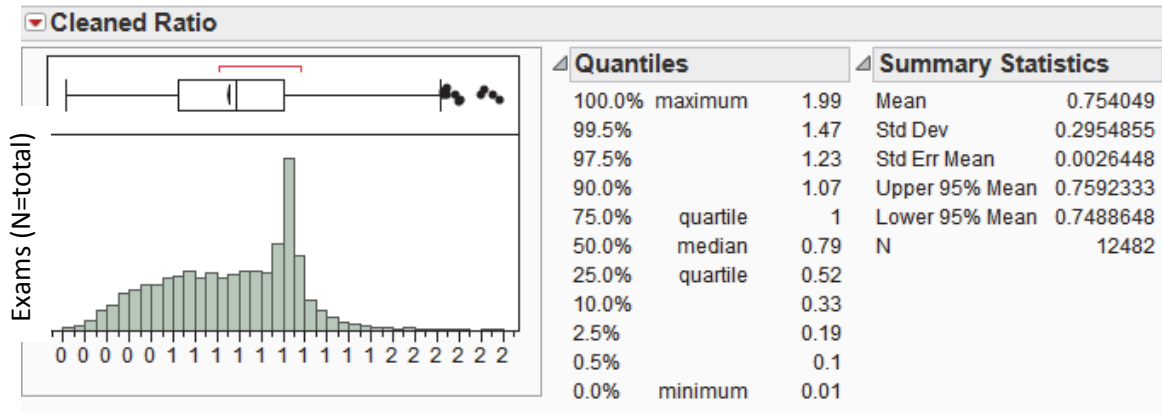 Cleaned Ratio
Exams (N=total)
0 0 0 0 0 1 1 1 1 1 1 1 1 1 1 2 2 2 2 2 2
Quantiles
100.0% maximum 1.99
99.5% 1.47
97.5% 1.23
90.0% 1.07
75.0% quartile 1
50.0% median 0.79
25.0% quartile 0.52
10.0% 0.33
2.5% 0.19
0.5% 0.1
0.0% minimum 0.01
Summary Statistics
Mean 0.754049
Std Dev 0.2954855
Std Err Mean 0.0026448
Upper 95% Mean 0.7592333
Lower 95% Mean 0.7488648
N 12482